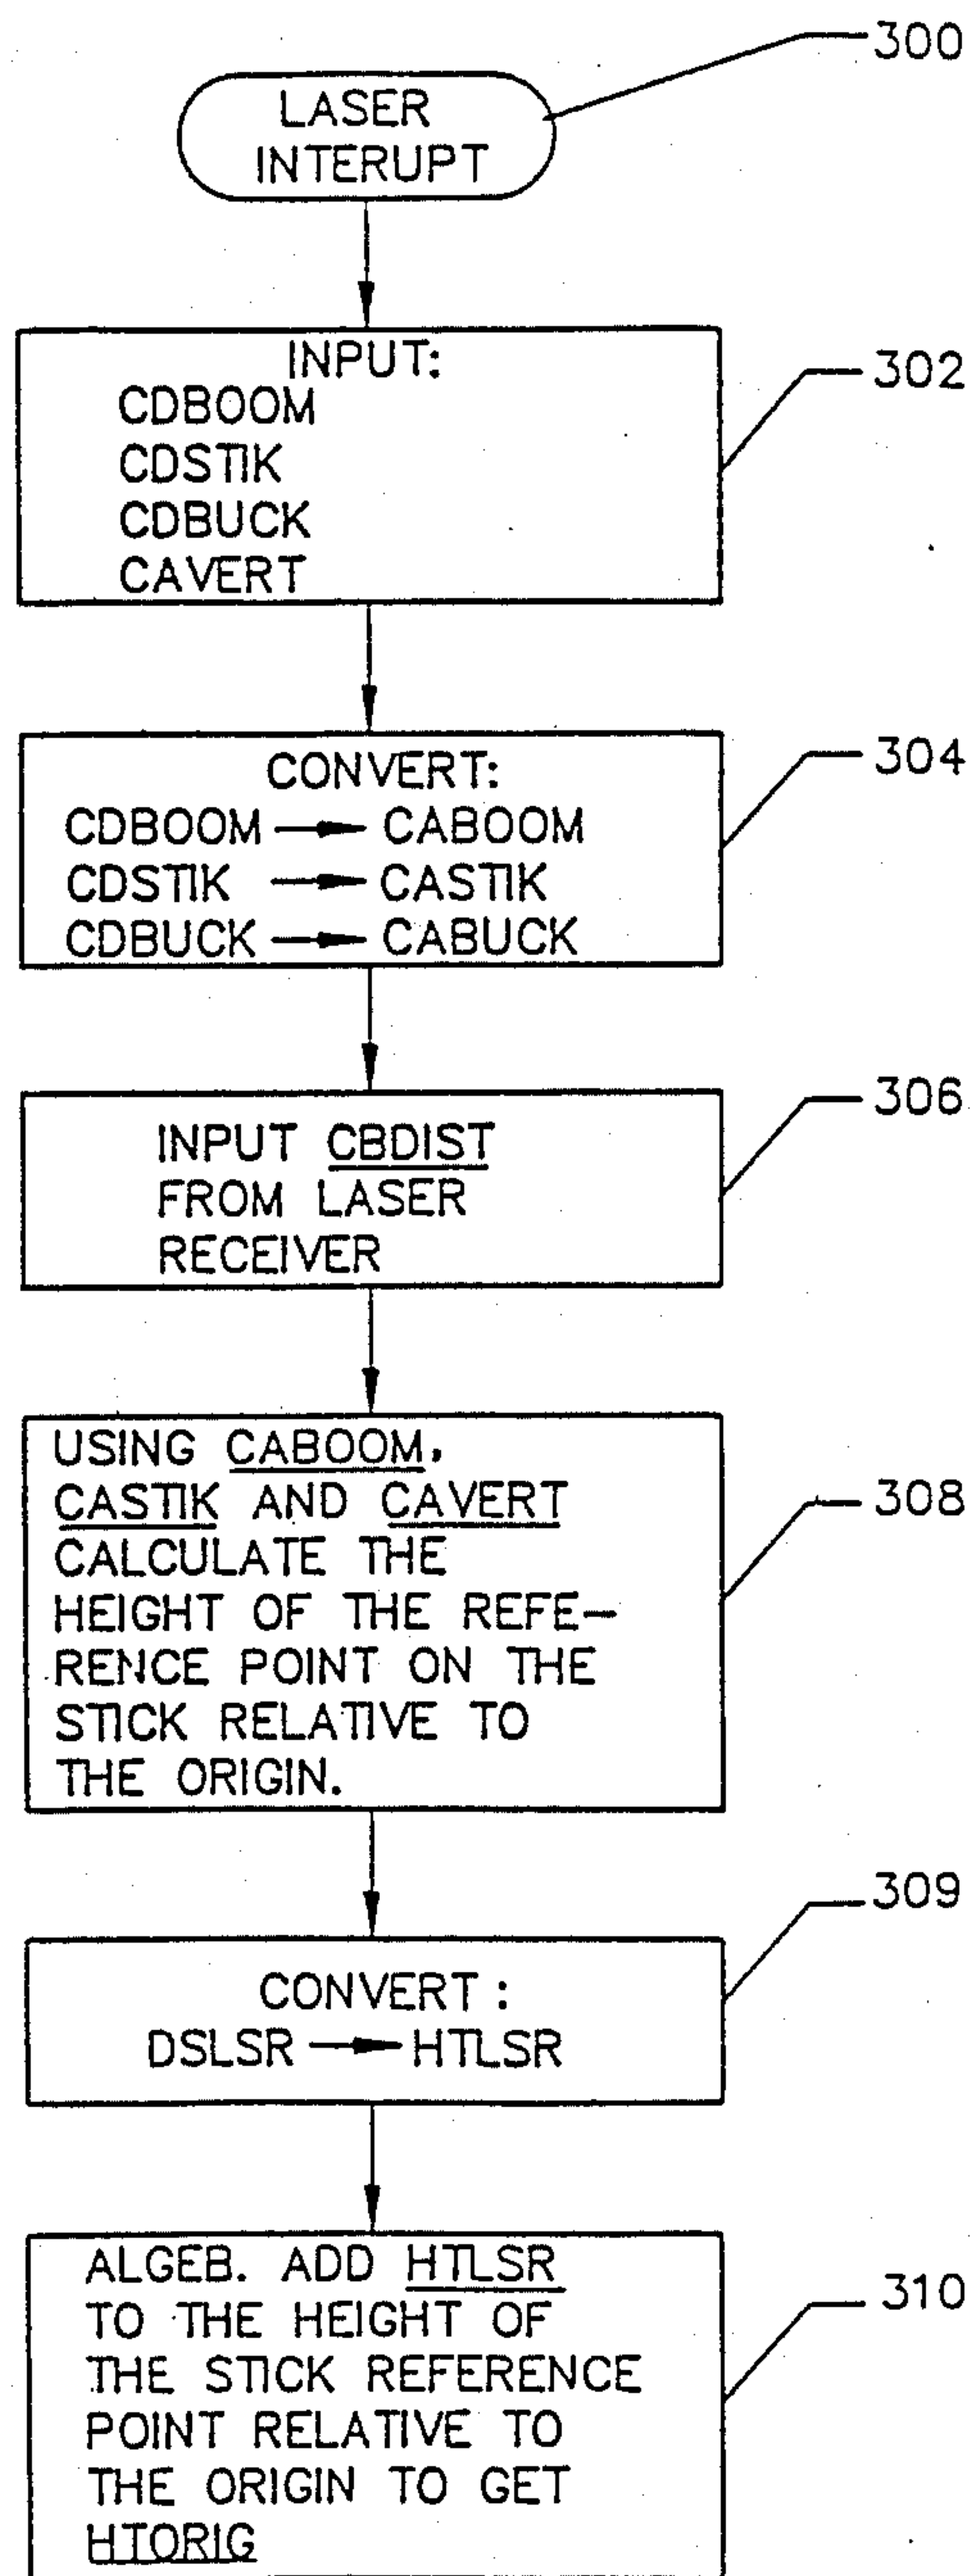 300
LASER
INTERUPT
302
INPUT:
CDBOOM
CDSTIK
CDBUCK
CAVERT
304
CONVERT:
CDBOOM → CABOOM
CDSTIK → CASTIK
CDBUCK → CABUCK
306
INPUT CBDIST
FROM LASER
RECEIVER
308
USING CABOOM,
CASTIK AND CAVERT
CALCULATE THE
HEIGHT OF THE REFE-
RENCE POINT ON THE
STICK RELATIVE TO
THE ORIGIN.
309
CONVERT :
DSLSR → HTLSR
310
ALGEB. ADD HTLSR
TO THE HEIGHT OF
THE STICK REFERENCE
POINT RELATIVE TO
THE ORIGIN TO GET
HTORIG